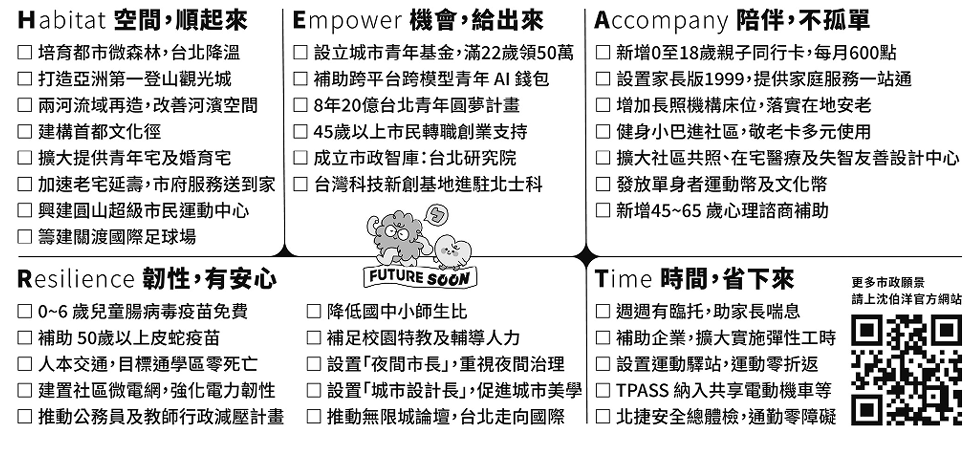 Habitat 空間，順起來
□ 培育都市微森林，台北降溫
□ 打造亞洲第一登山觀光城
□ 兩河流域再造，改善河濱空間
□ 建構首都文化徑
□ 擴大提供青年宅及婚育宅
□ 加速老宅延壽，市府服務送到家
□ 興建圓山超級市民運動中心
□ 籌建關渡國際足球場
Empower 機會，給出來
□ 設立城市青年基金，滿22歲領50萬
□ 補助跨平台跨模型青年 AI 錢包
□ 8年20億台北青年圓夢計畫
□ 45歲以上市民轉職創業支持
□ 成立市政智庫：台北研究院
□ 台灣科技新創基地進駐北士科
Accompany 陪伴，不孤單
□ 新增0至18歲親子同行卡，每月600點
□ 設置家長版1999，提供家庭服務一站通
□ 增加長照機構床位，落實在地安老
□ 健身小巴進社區，敬老卡多元使用
□ 擴大社區共照、在宅醫療及失智友善設計中心
□ 發放單身者運動幣及文化幣
□ 新增45~65 歲心理諮商補助
FUTURE SOON
Resilience 韌性，有安心
□ 0~6 歲兒童腸病毒疫苗免費
□ 補助 50歲以上皮蛇疫苗
□ 人本交通，目標通學區零死亡
□ 建置社區微電網，強化電力韌性
□ 推動公務員及教師行政減壓計畫
□ 降低國中小師生比
□ 補足校園特教及輔導人力
□ 設置「夜間市長」，重視夜間治理
□ 設置「城市設計長」，促進城市美學
□ 推動無限城論壇，台北走向國際
Time 時間，省下來
□ 週週有臨托，助家長喘息
□ 補助企業，擴大實施彈性工時
□ 設置運動驛站，運動零折返
□ TPASS 納入共享電動機車等
□ 北捷安全總體檢，通勤零障礙
更多市政願景
請上沈伯洋官方網站